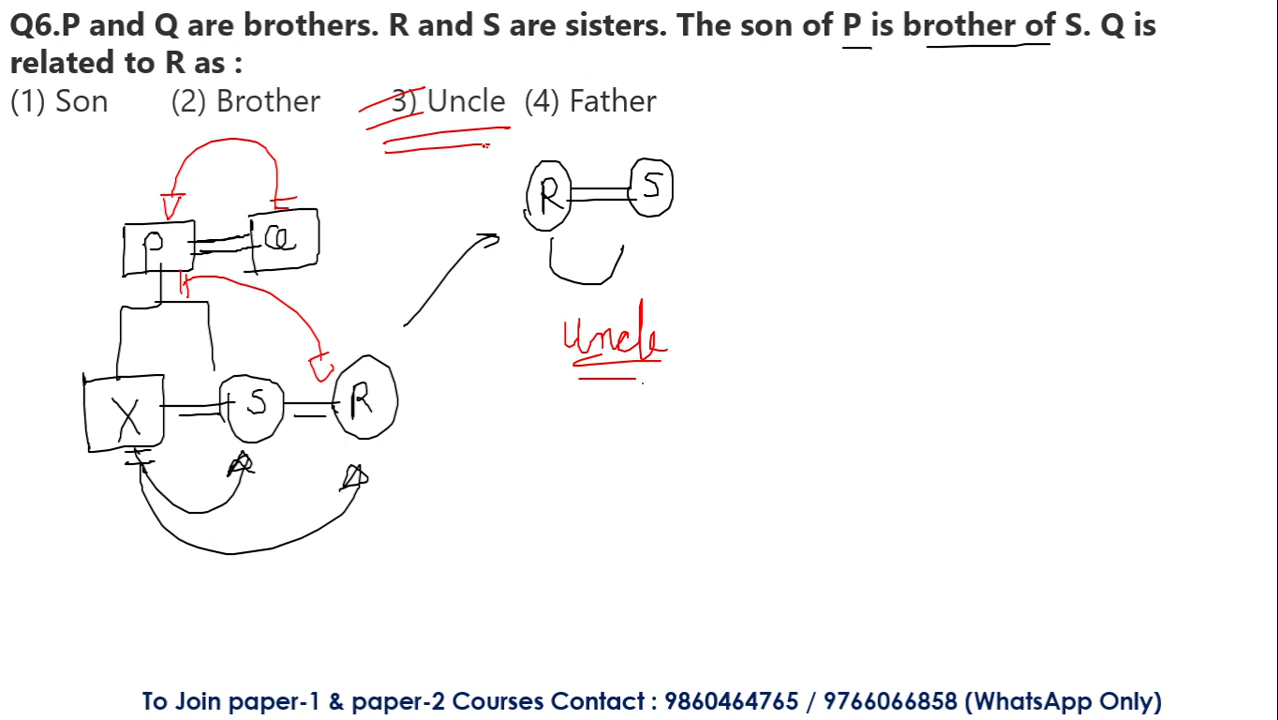 Q6.P and Q are brothers. R and S are sisters. The son of P is brother of S. Q is
related to R as :
(1) Son (2) Brother 3) Uncle (4) Father
R S
P Q
uncle
X S R
To Join paper-1 & paper-2 Courses Contact : 9860464765 / 9766066858 (WhatsApp Only)